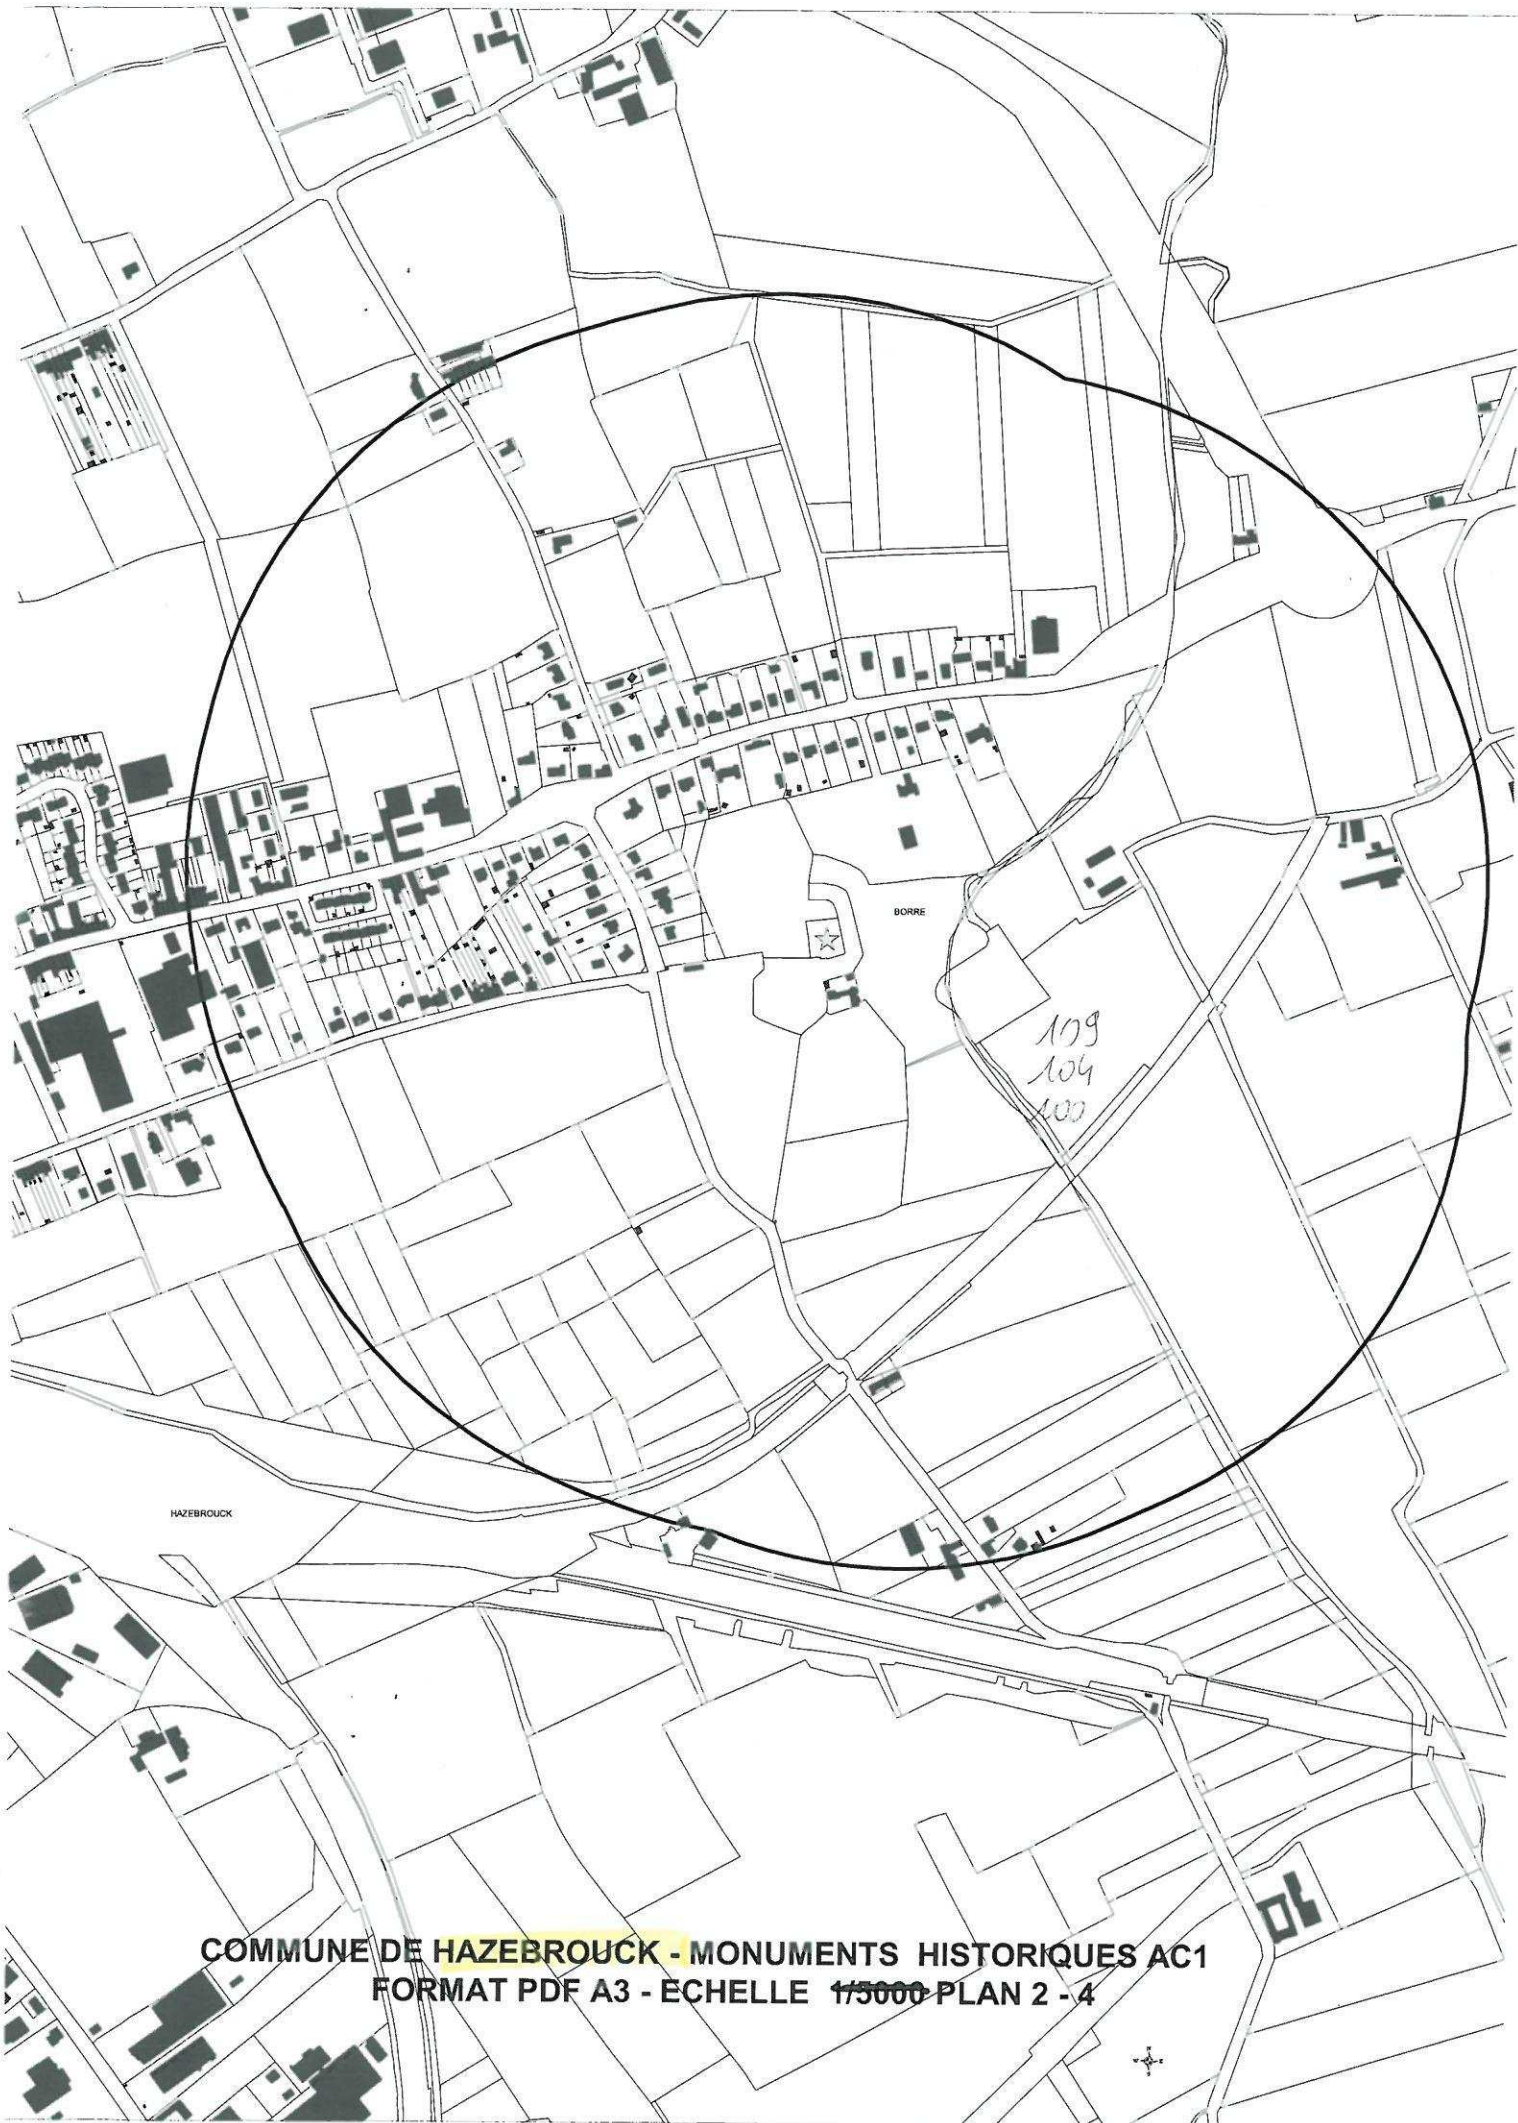 BORRE
109
104
100
HAZEBROUCK
COMMUNE DE HAZEBROUCK - MONUMENTS HISTORIQUES AC1
FORMAT PDF A3 - ECHELLE 1/5000 PLAN 2 - 4